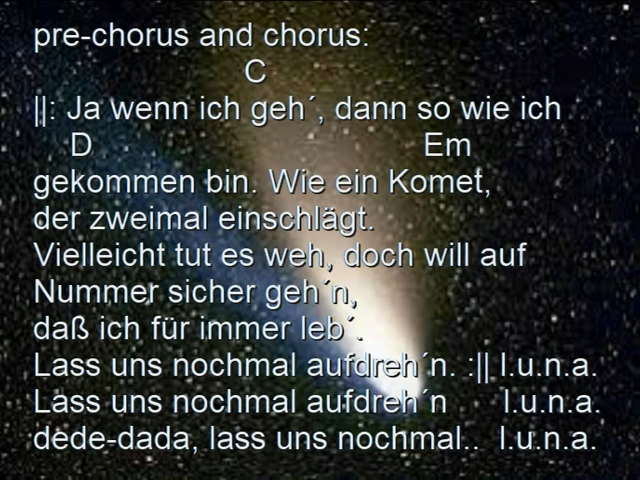 pre-chorus and chorus:
C
||: Ja wenn ich geh´, dann so wie ich
D Em
gekommen bin. Wie ein Komet,
der zweimal einschlägt.
Vielleicht tut es weh, doch will auf
Nummer sicher geh´n,
daß ich für immer leb´.
Lass uns nochmal aufdreh´n. :|| l.u.n.a.
Lass uns nochmal aufdreh´n l.u.n.a.
dede-dada, lass uns nochmal.. l.u.n.a.